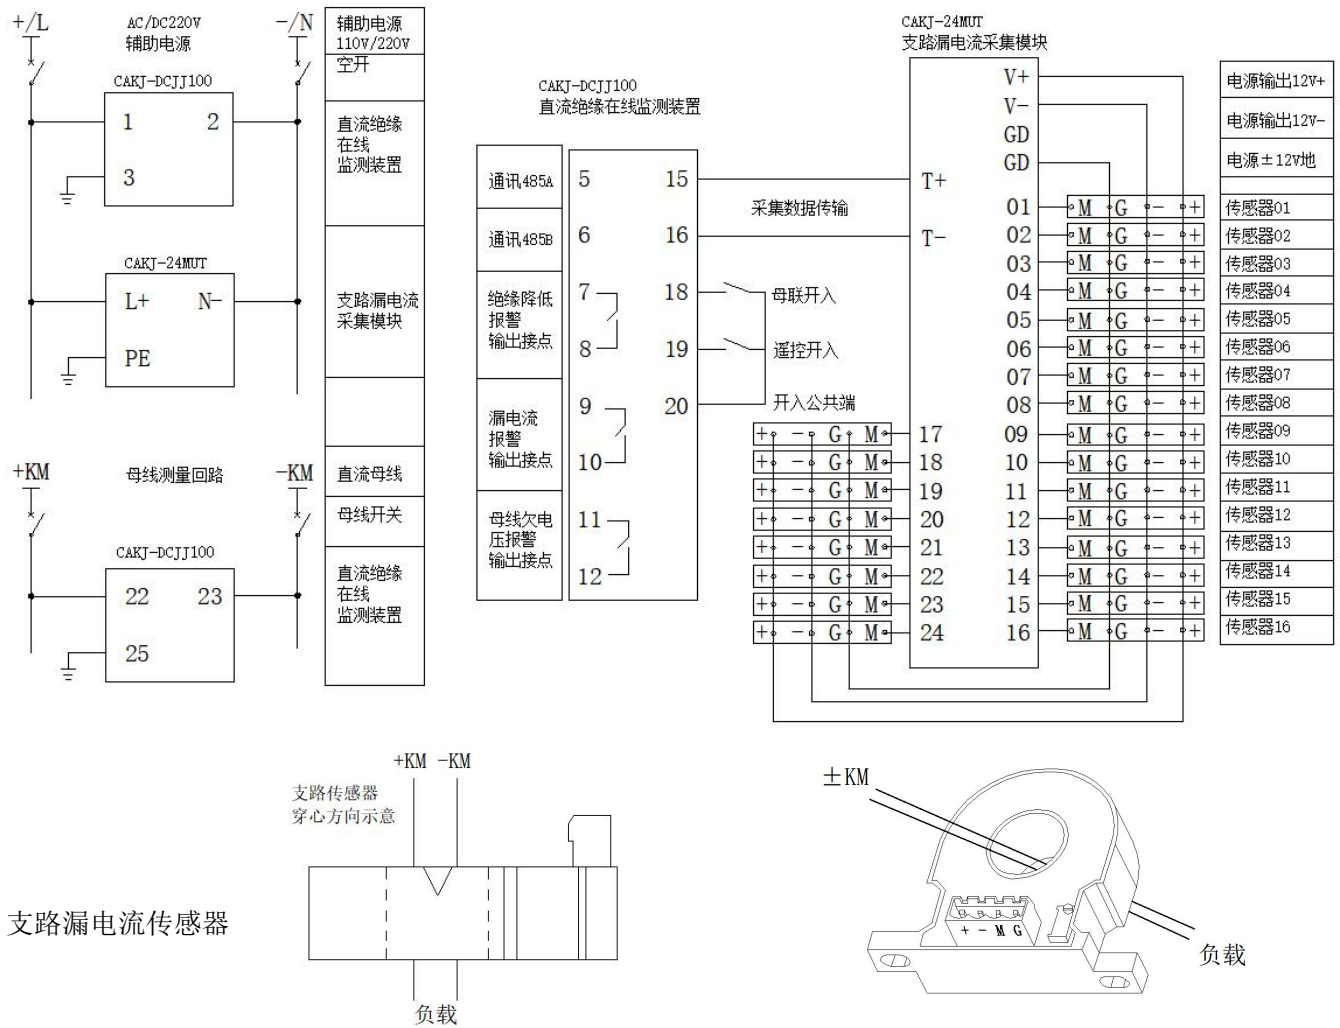 +/L
AC/DC220V
辅助电源
-/N
CAKJ-DCJJ100
1 2
3
CAKJ-24MUT
L+ N-
PE
+KM
母线测量回路
-KM
CAKJ-DCJJ100
22 23
25
辅助电源
110V/220V
空开
直流绝缘
在线
监测装置
支路漏电流
采集模块
直流母线
母线开关
直流绝缘
在线
监测装置
CAKJ-DCJJ100
直流绝缘在线监测装置
通讯485A
通讯485B
绝缘降低
报警
输出接点
漏电流
报警
输出接点
母线欠电
压报警
输出接点
5 15
6 16
7 18
8 19
9 20
10
11
12
采集数据传输
母联开入
遥控开入
开入公共端
CAKJ-24MUT
支路漏电流采集模块
V+
V-
GD
GD
T+
T-
01 M G - +
02 M G - +
03 M G - +
04 M G - +
05 M G - +
06 M G - +
07 M G - +
08 M G - +
09 M G - +
10 M G - +
11 M G - +
12 M G - +
13 M G - +
14 M G - +
15 M G - +
16 M G - +
+ - G M 17
+ - G M 18
+ - G M 19
+ - G M 20
+ - G M 21
+ - G M 22
+ - G M 23
+ - G M 24
电源输出12V+
电源输出12V-
电源±12V地
传感器01
传感器02
传感器03
传感器04
传感器05
传感器06
传感器07
传感器08
传感器09
传感器10
传感器11
传感器12
传感器13
传感器14
传感器15
传感器16
+KM -KM
支路传感器
穿心方向示意
支路漏电流传感器
负载
±KM
+ - M G
负载